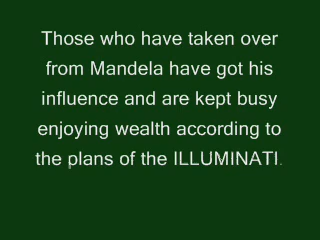 Those who have taken over
from Mandela have got his
influence and are kept busy
enjoying wealth according to
the plans of the ILLUMINATI.